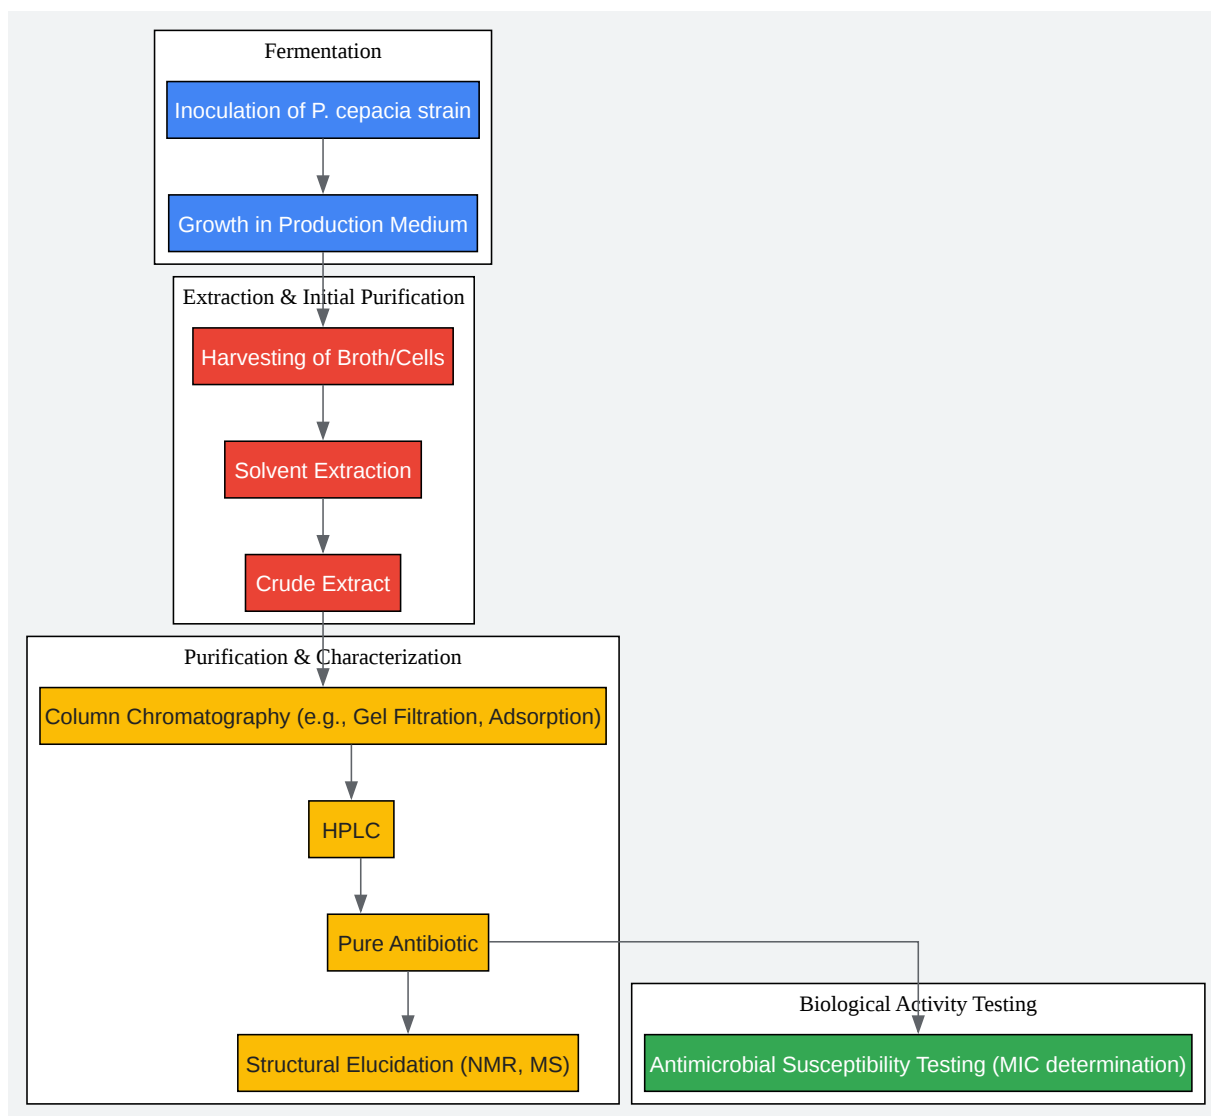 Fermentation
Inoculation of P. cepacia strain
Growth in Production Medium
Extraction & Initial Purification
Harvesting of Broth/Cells
Solvent Extraction
Crude Extract
Purification & Characterization
Column Chromatography (e.g., Gel Filtration, Adsorption)
HPLC
Pure Antibiotic
Structural Elucidation (NMR, MS)
Biological Activity Testing
Antimicrobial Susceptibility Testing (MIC determination)